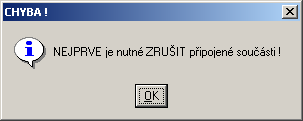 CHYBA !
NEJPRVE je nutné ZRUŠIT připojené součásti !
OK